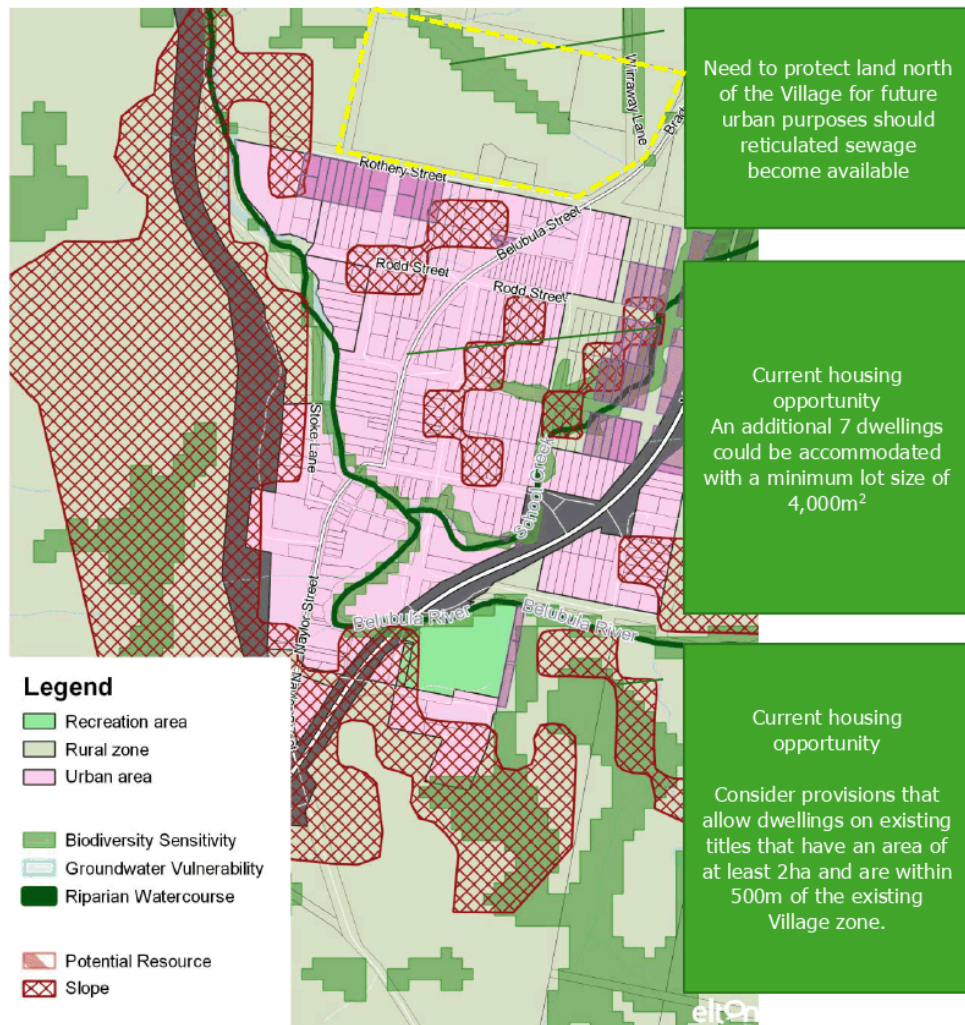 Need to protect land north
of the Village for future
urban purposes should
reticulated sewage
become available
Whirraway Lane
Rothery Street
Belubula Street
Rodd Street
Rodd Street
Current housing
opportunity
An additional 7 dwellings
could be accommodated
with a minimum lot size of
4,000m²
Stoke Lane
School Creek
Naylor Street
Belubula River
Belubula River
Legend
Recreation area
Rural zone
Urban area
Biodiversity Sensitivity
Groundwater Vulnerability
Riparian Watercourse
Potential Resource
Slope
Current housing
opportunity
Consider provisions that
allow dwellings on existing
titles that have an area of
at least 2ha and are within
500m of the existing
Village zone.